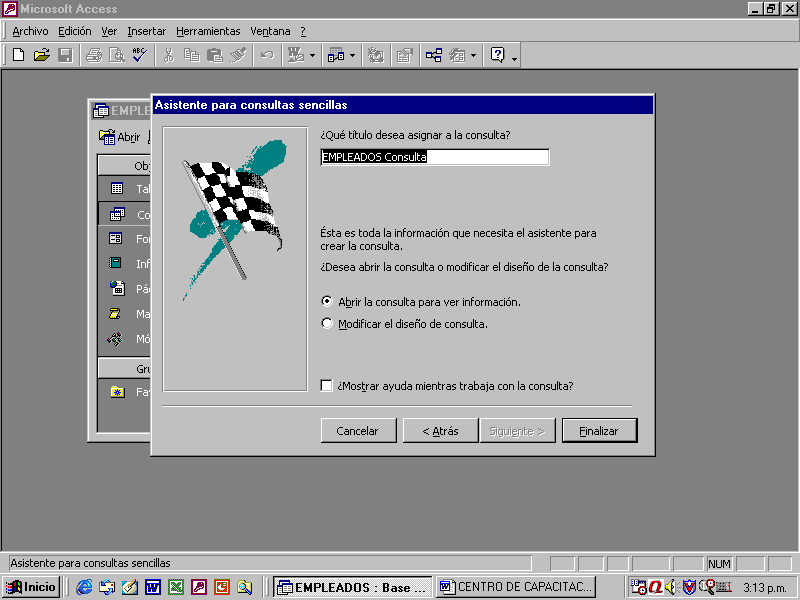 Microsoft Access
Archivo Edición Ver Insertar Herramientas Ventana ?
EMPLE
Asistente para consultas sencillas
Abrir
¿Qué título desea asignar a la consulta?
EMPLEADOS Consulta
Obj
Tab
Co
For
Inf
Pág
Ma
Mó
Gru
Fav
Ésta es toda la información que necesita el asistente para
crear la consulta.
¿Desea abrir la consulta o modificar el diseño de la consulta?
Abrir la consulta para ver información.
Modificar el diseño de consulta.
¿Mostrar ayuda mientras trabaja con la consulta?
Cancelar
< Atrás
Siguiente >
Finalizar
Asistente para consultas sencillas
NUM
Inicio
EMPLEADOS : Base ...
CENTRO DE CAPACITAC...
3:13 p.m.